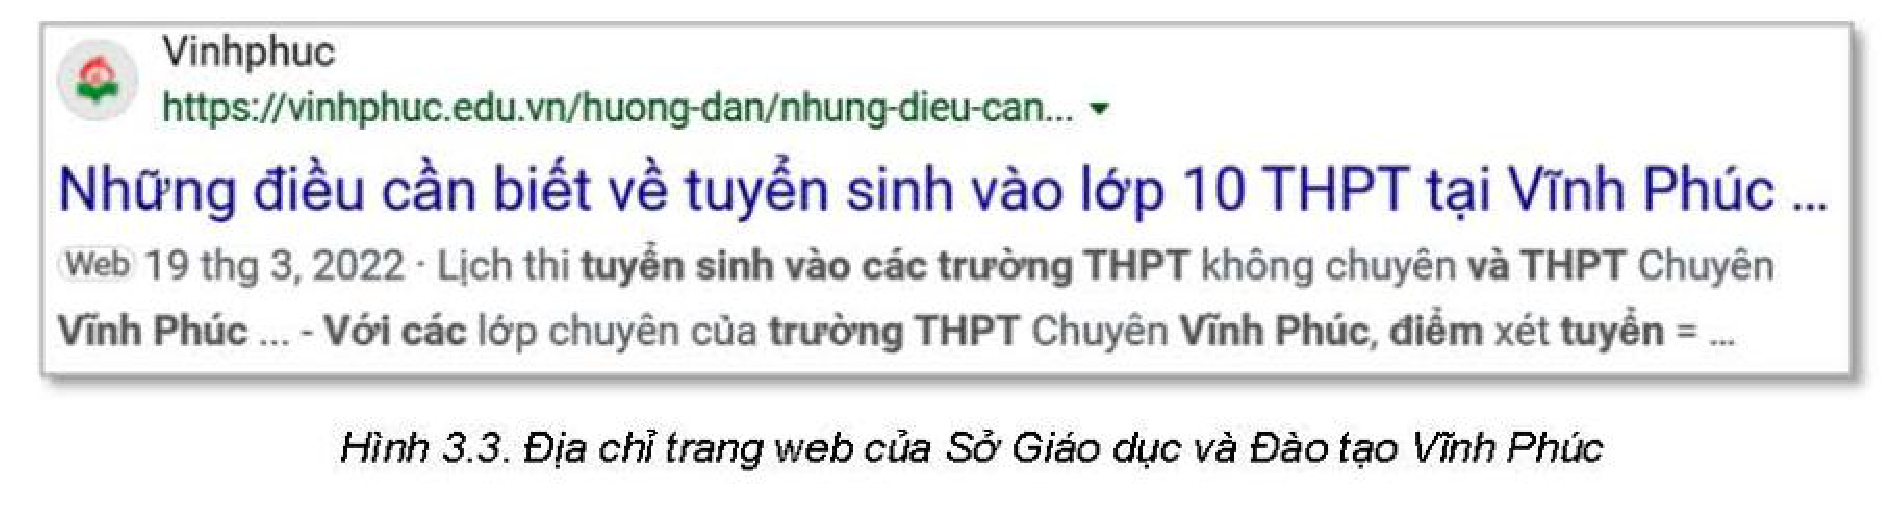 Vinhphuc
https://vinhphuc.edu.vn/huong-dan/nhung-dieu-can...
Những điều cần biết về tuyển sinh vào lớp 10 THPT tại Vĩnh Phúc ...
Web 19 thg 3, 2022 · Lịch thi tuyển sinh vào các trường THPT không chuyên và THPT Chuyên
Vĩnh Phúc ... - Với các lớp chuyên của trường THPT Chuyên Vĩnh Phúc, điểm xét tuyển = ...
Hình 3.3. Địa chỉ trang web của Sở Giáo dục và Đào tạo Vĩnh Phúc